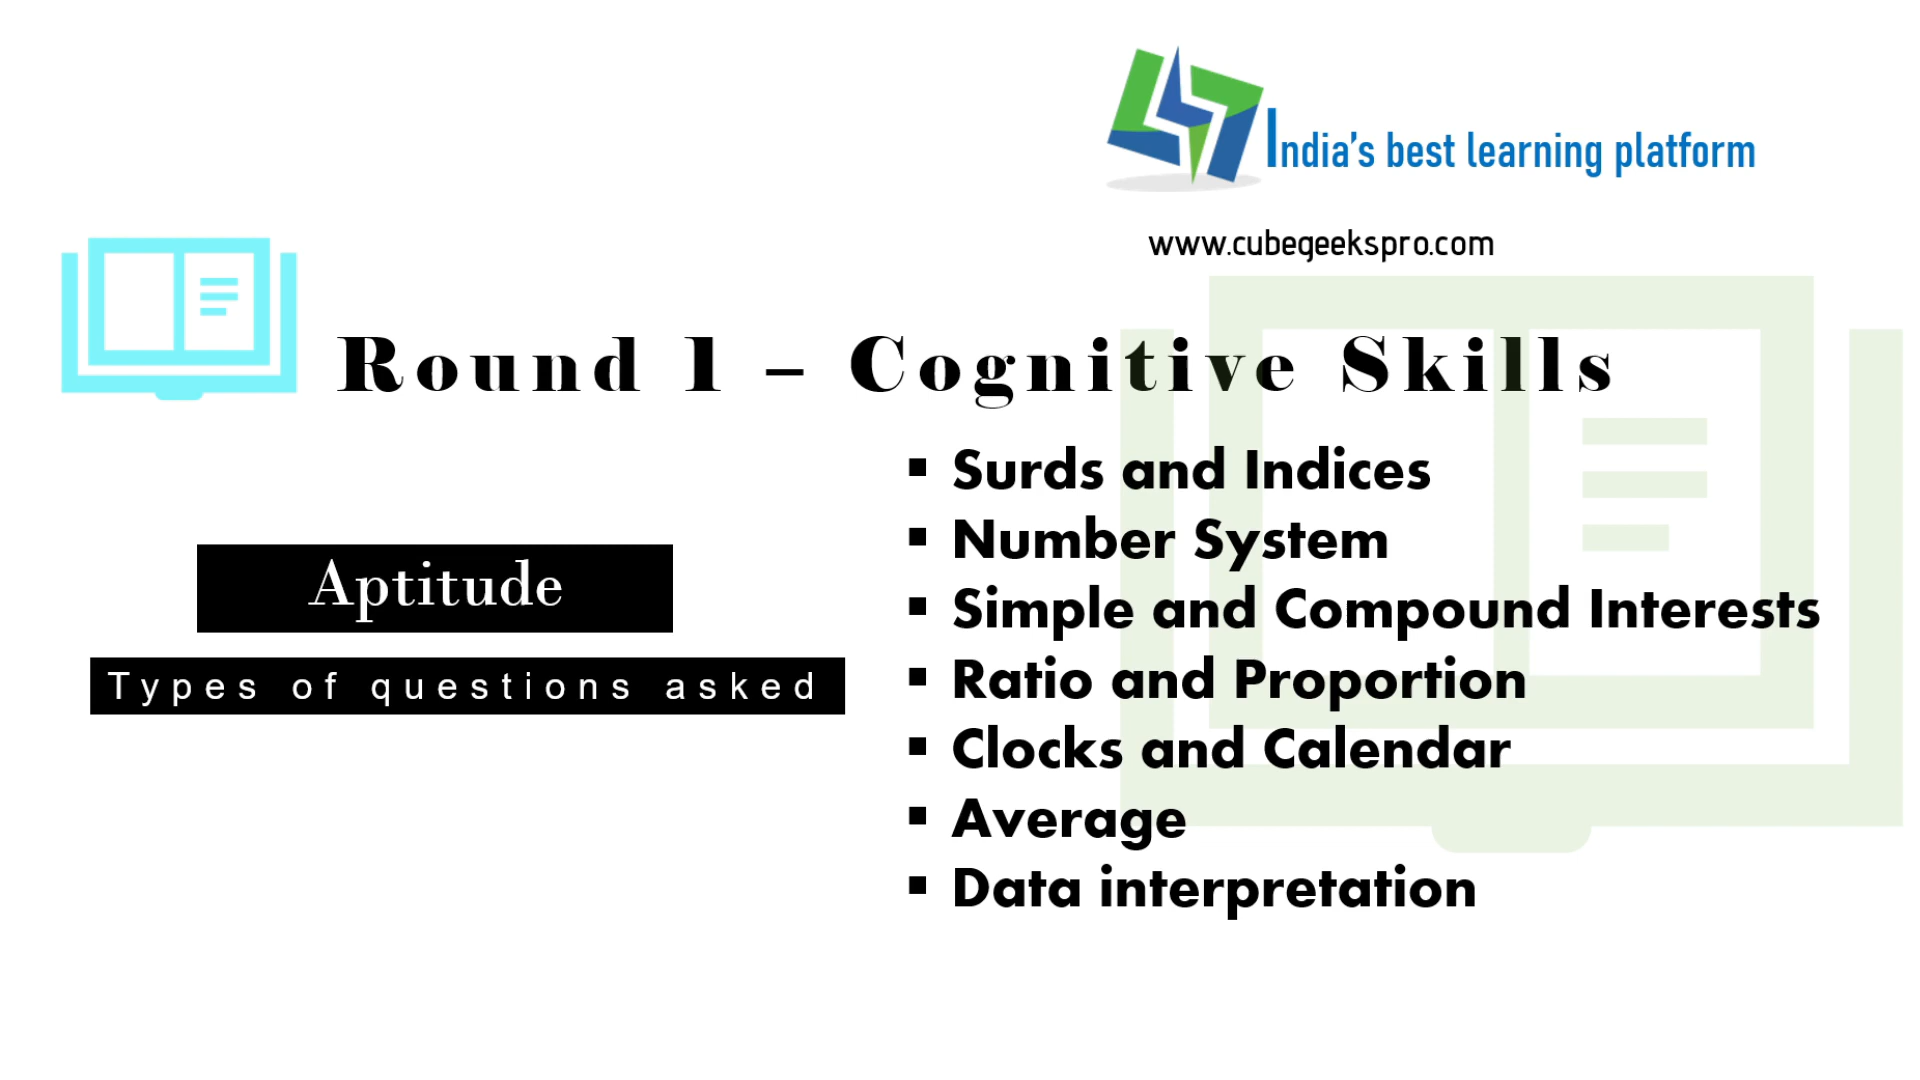 India's best learning platform
www.cubegeekspro.com
Round 1 – Cognitive Skills
Aptitude
Types of questions asked
▪ Surds and Indices
▪ Number System
▪ Simple and Compound Interests
▪ Ratio and Proportion
▪ Clocks and Calendar
▪ Average
▪ Data interpretation